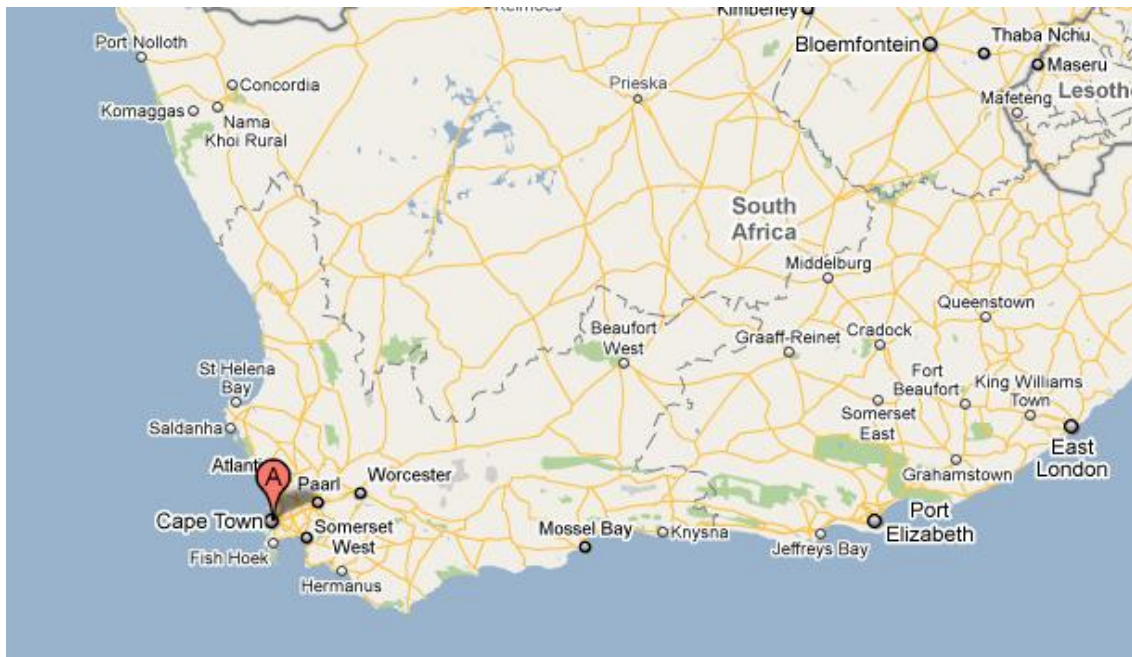 Keimoes
Kimberley
Port Nolloth
Bloemfontein
Thaba Nchu
Maseru
Concordia
Prieska
Lesotho
Komaggas
Mafeteng
Nama
Khoi Rural
South
Africa
Middelburg
Queenstown
Beaufort
West
Graaff-Reinet
Cradock
St Helena
Bay
Fort
Beaufort
King Williams
Town
Saldanha
Somerset
East
East
London
Atlanti
A
Paarl
Worcester
Grahamstown
Cape Town
Somerset
West
Mossel Bay
Knysna
Port
Elizabeth
Fish Hoek
Jeffreys Bay
Hermanus